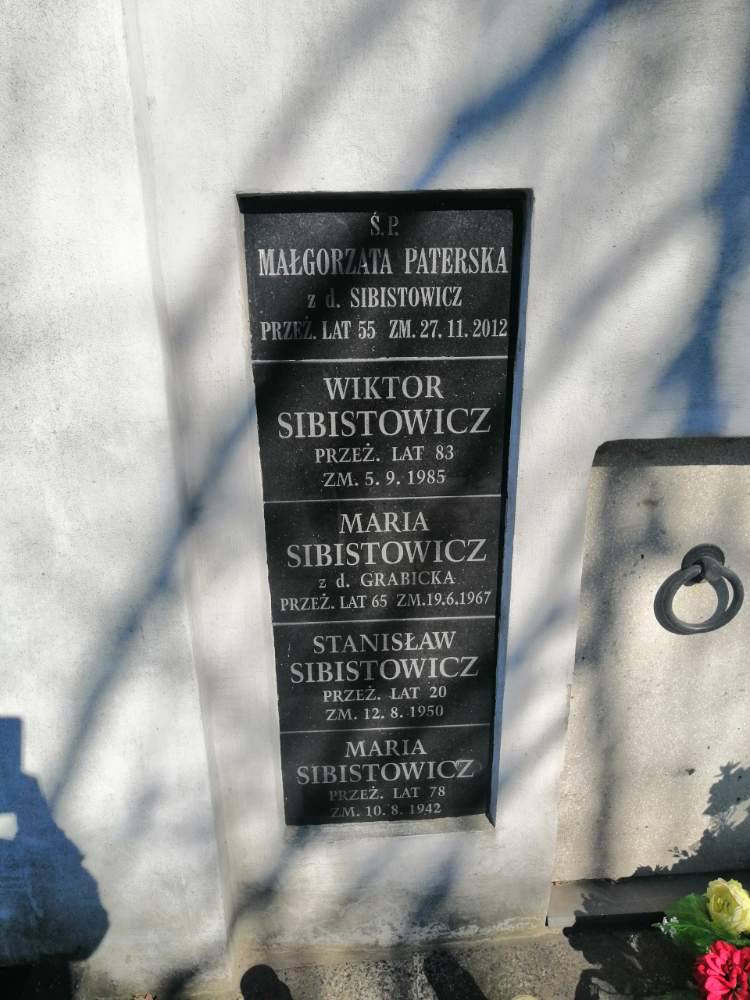 Ś.P.
MAŁGORZATA PATERSKA
z d. SIBISTOWICZ
PRZEŻ. LAT 55 ZM. 27. 11. 2012
WIKTOR
SIBISTOWICZ
PRZEŻ. LAT 83
ZM. 5. 9. 1985
MARIA
SIBISTOWICZ
z d. GRABICKA
PRZEŻ. LAT 65 ZM.19.6.1967
STANISŁAW
SIBISTOWICZ
PRZEŻ. LAT 20
ZM. 12. 8. 1950
MARIA
SIBISTOWICZ
PRZEŻ. LAT 78
ZM. 10. 8. 1942